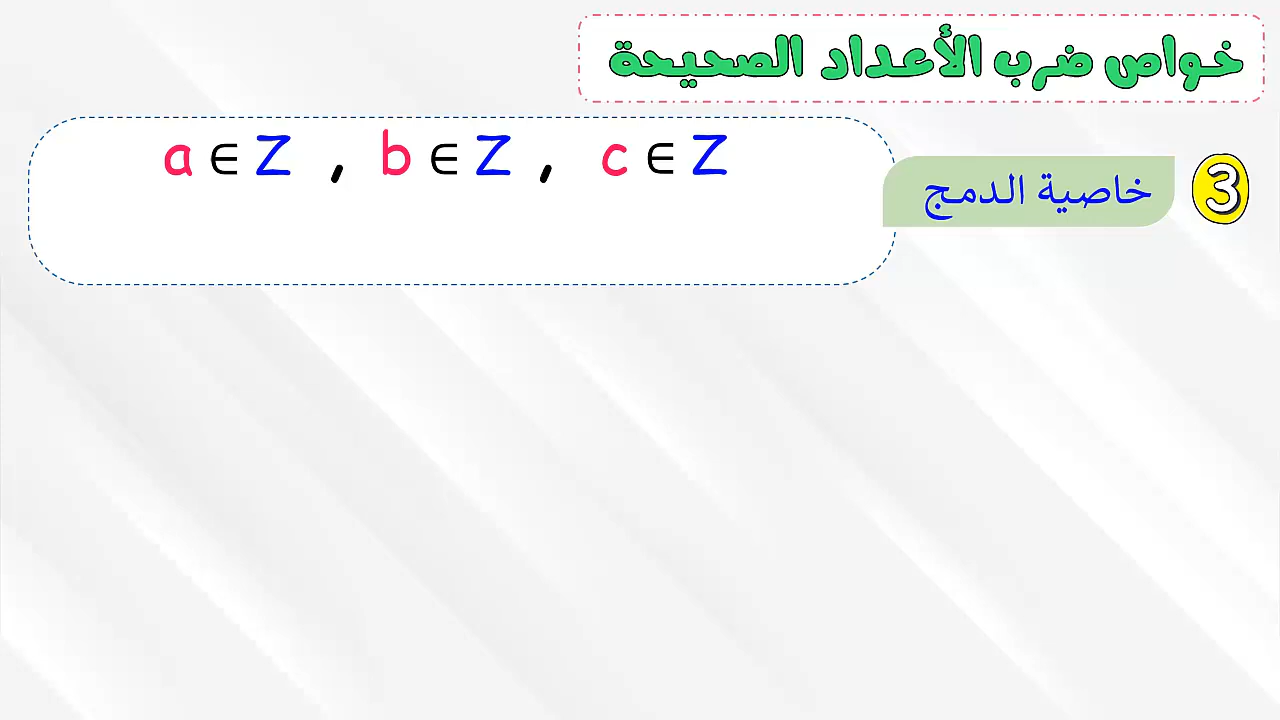 خواص ضرب الأعداد الصحيحة
3 خاصية الدمج
a ∈ Z , b ∈ Z , c ∈ Z